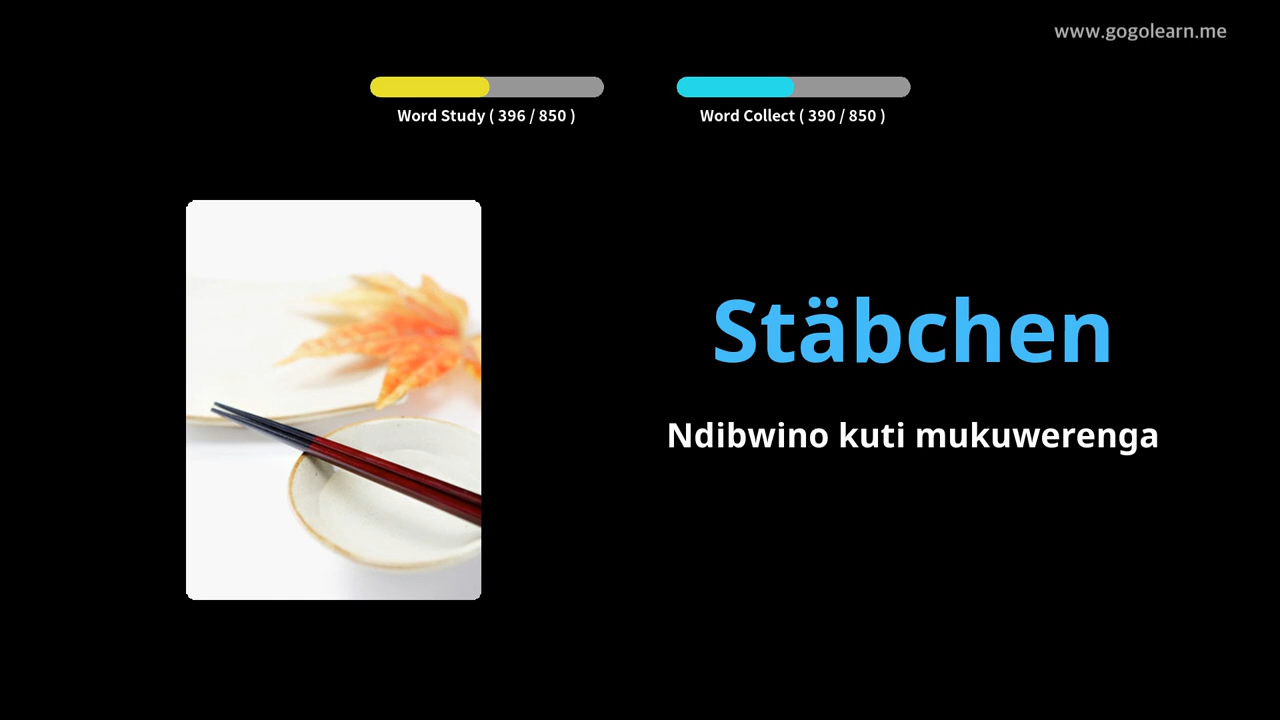 www.gogolearn.me
Word Study ( 396 / 850 )
Word Collect ( 390 / 850 )
Stäbchen
Ndibwino kuti mukuwerenga